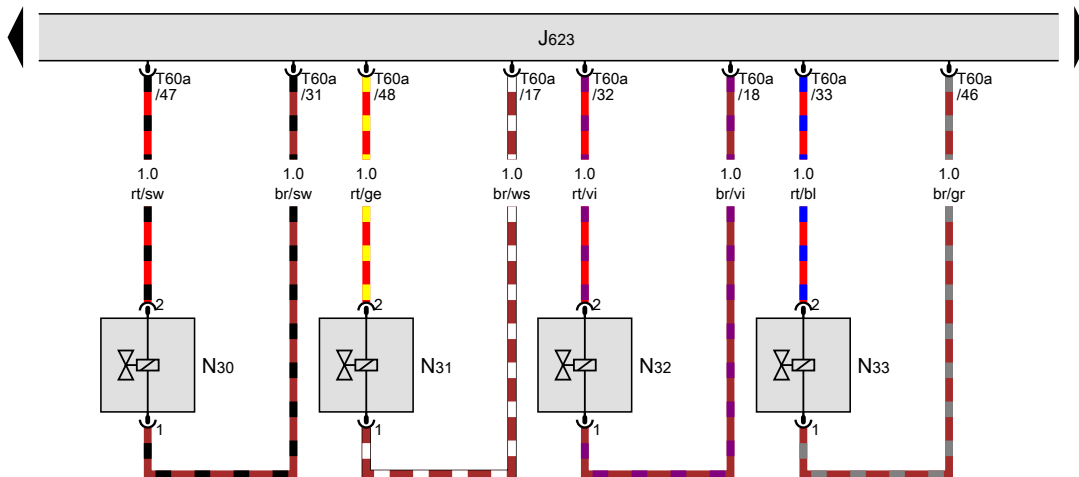 J623
T60a
/47
T60a
/31
T60a
/48
T60a
/17
T60a
/32
T60a
/18
T60a
/33
T60a
/46
1.0
rt/sw
1.0
br/sw
1.0
rt/ge
1.0
br/ws
1.0
rt/vi
1.0
br/vi
1.0
rt/bl
1.0
br/gr
2
2
2
2
N30
N31
N32
N33
1
1
1
1